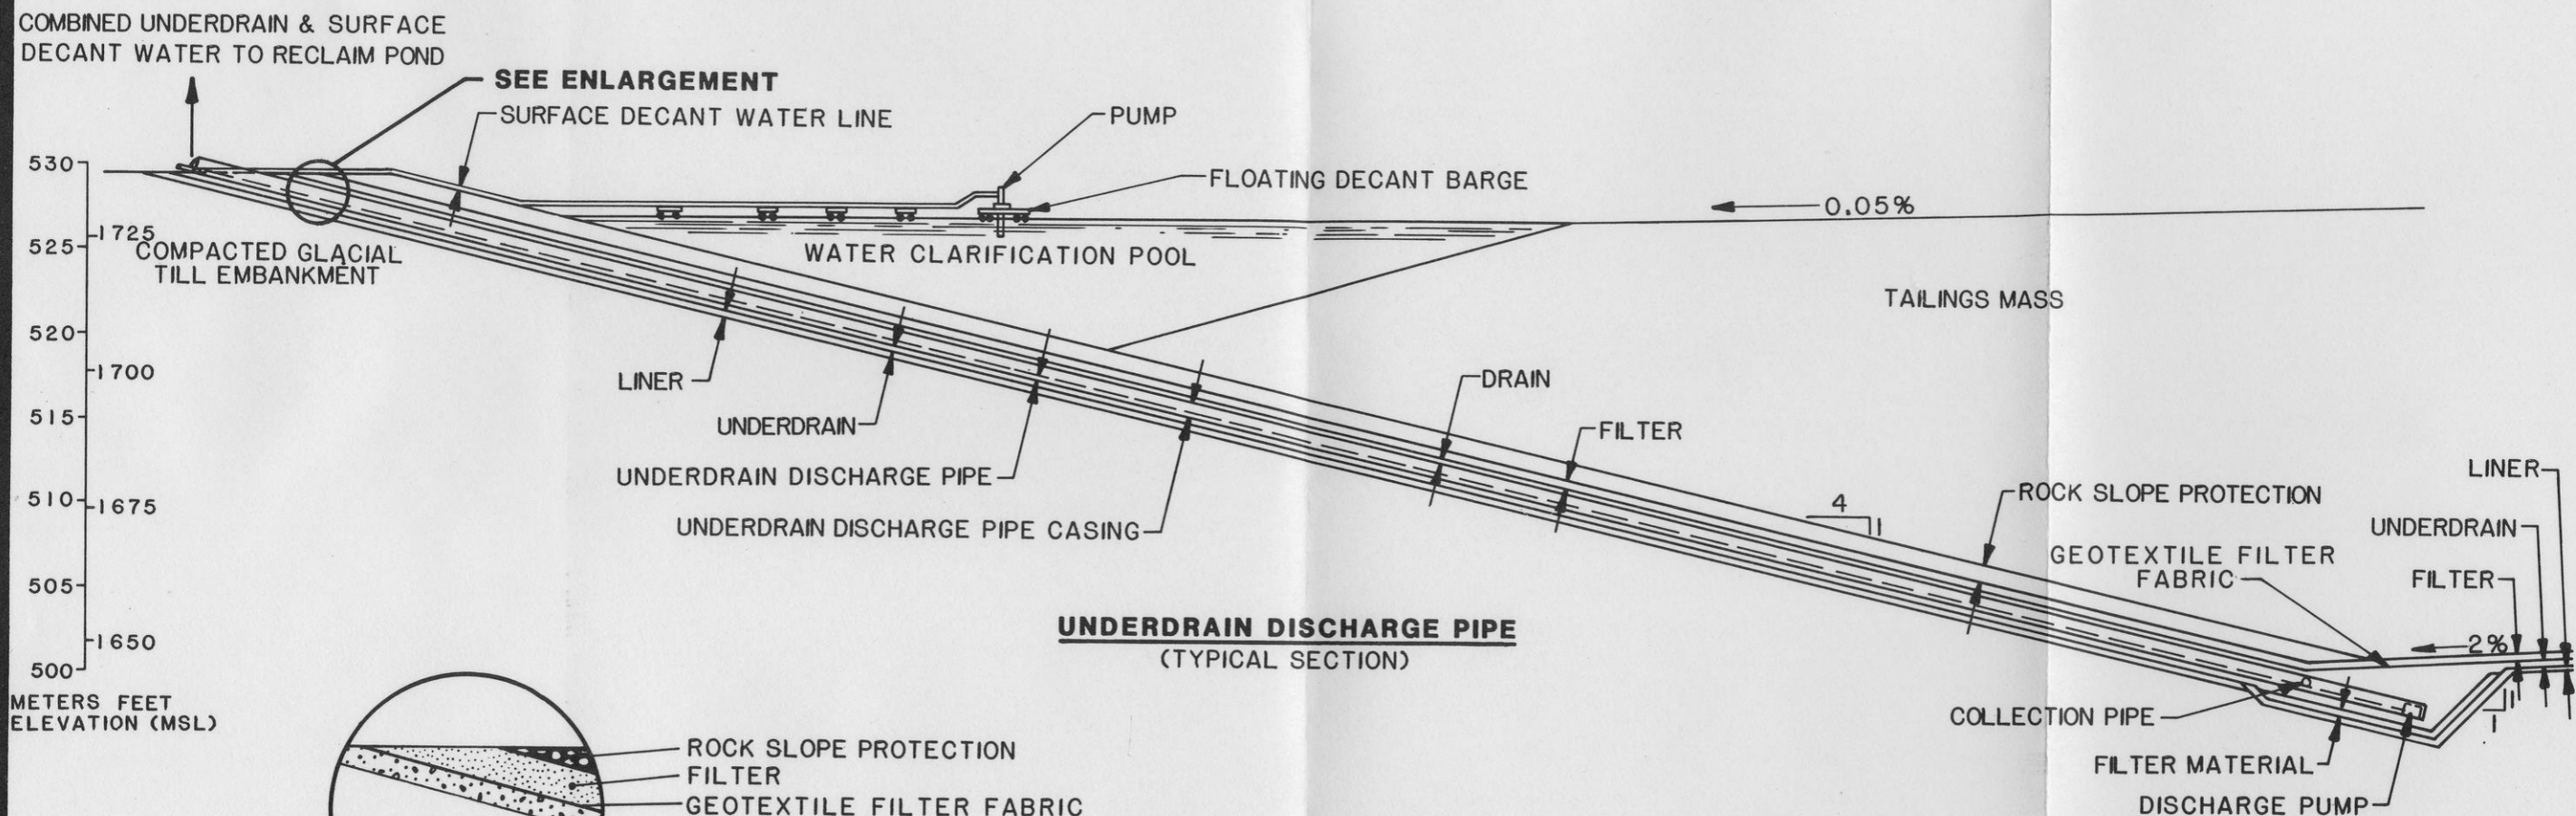 COMBINED UNDERDRAIN & SURFACE
DECANT WATER TO RECLAIM POND
SEE ENLARGEMENT
SURFACE DECANT WATER LINE
PUMP
FLOATING DECANT BARGE
0.05%
530
1725
525
COMPACTED GLACIAL
TILL EMBANKMENT
WATER CLARIFICATION POOL
TAILINGS MASS
520
1700
LINER
DRAIN
515
UNDERDRAIN
FILTER
UNDERDRAIN DISCHARGE PIPE
510
1675
UNDERDRAIN DISCHARGE PIPE CASING
4
1
ROCK SLOPE PROTECTION
LINER
UNDERDRAIN
GEOTEXTILE FILTER
FABRIC
FILTER
505
UNDERDRAIN DISCHARGE PIPE
(TYPICAL SECTION)
1650
500
2%
METERS FEET
ELEVATION (MSL)
COLLECTION PIPE
1
1
FILTER MATERIAL
DISCHARGE PUMP
ROCK SLOPE PROTECTION
FILTER
GEOTEXTILE FILTER FABRIC